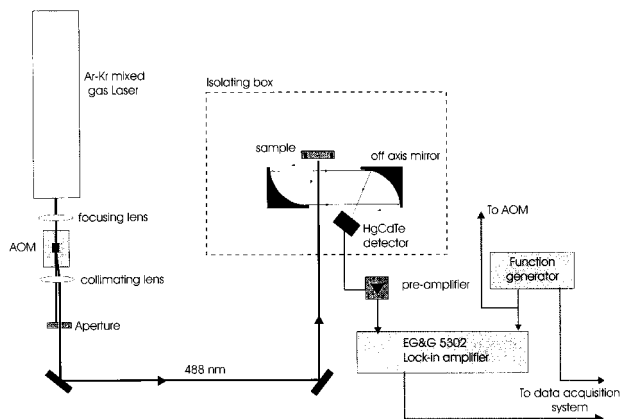 Ar-Kr mixed
gas Laser
Isolating box
sample
off axis mirror
focusing lens
To AOM
HgCdTe
detector
AOM
Function
generator
collimating lens
pre-amplifier
Aperture
EG&G 5302
Lock-in amplifier
488 nm
To data acquisition
system